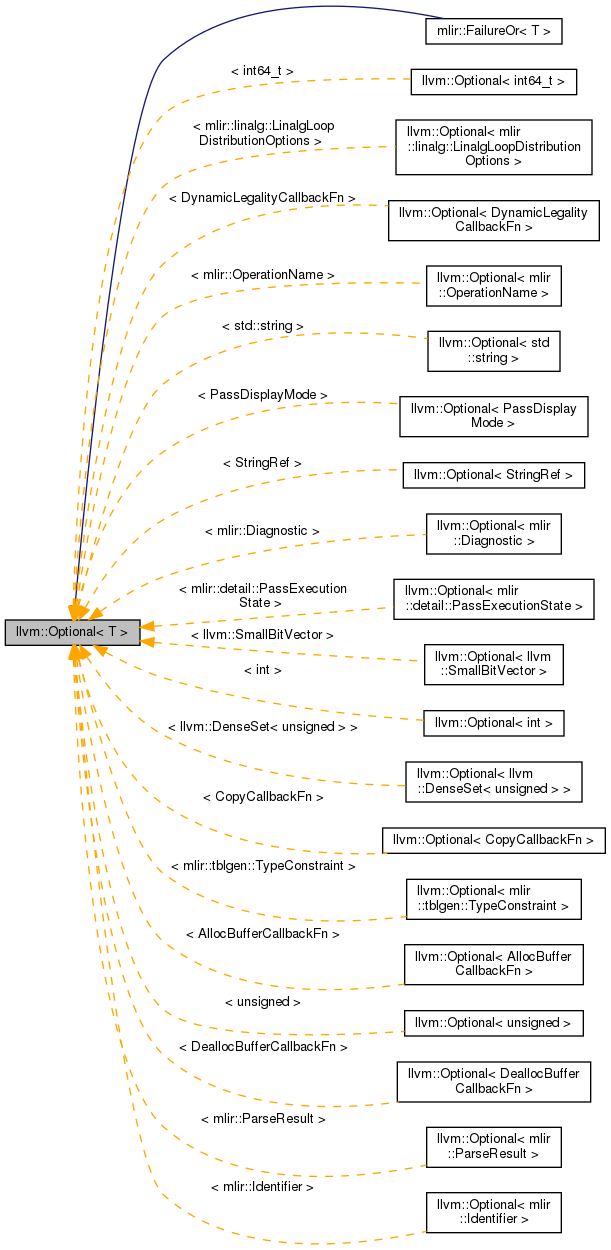 mlir::FailureOr< T >
< int64_t >
llvm::Optional< int64_t >
< mlir::linalg::LinalgLoop
DistributionOptions >
llvm::Optional< mlir
::linalg::LinalgLoopDistribution
Options >
< DynamicLegalityCallbackFn >
llvm::Optional< DynamicLegality
CallbackFn >
< mlir::OperationName >
llvm::Optional< mlir
::OperationName >
< std::string >
llvm::Optional< std
::string >
< PassDisplayMode >
llvm::Optional< PassDisplay
Mode >
< StringRef >
llvm::Optional< StringRef >
< mlir::Diagnostic >
llvm::Optional< mlir
::Diagnostic >
< mlir::detail::PassExecution
State >
llvm::Optional< mlir
::detail::PassExecutionState >
llvm::Optional< T >
< llvm::SmallBitVector >
llvm::Optional< llvm
::SmallBitVector >
< int >
llvm::Optional< int >
< llvm::DenseSet< unsigned > >
llvm::Optional< llvm
::DenseSet< unsigned > >
< CopyCallbackFn >
llvm::Optional< CopyCallbackFn >
< mlir::tblgen::TypeConstraint >
llvm::Optional< mlir
::tblgen::TypeConstraint >
< AllocBufferCallbackFn >
llvm::Optional< AllocBuffer
CallbackFn >
< unsigned >
llvm::Optional< unsigned >
< DeallocBufferCallbackFn >
llvm::Optional< DeallocBuffer
CallbackFn >
< mlir::ParseResult >
llvm::Optional< mlir
::ParseResult >
< mlir::Identifier >
llvm::Optional< mlir
::Identifier >